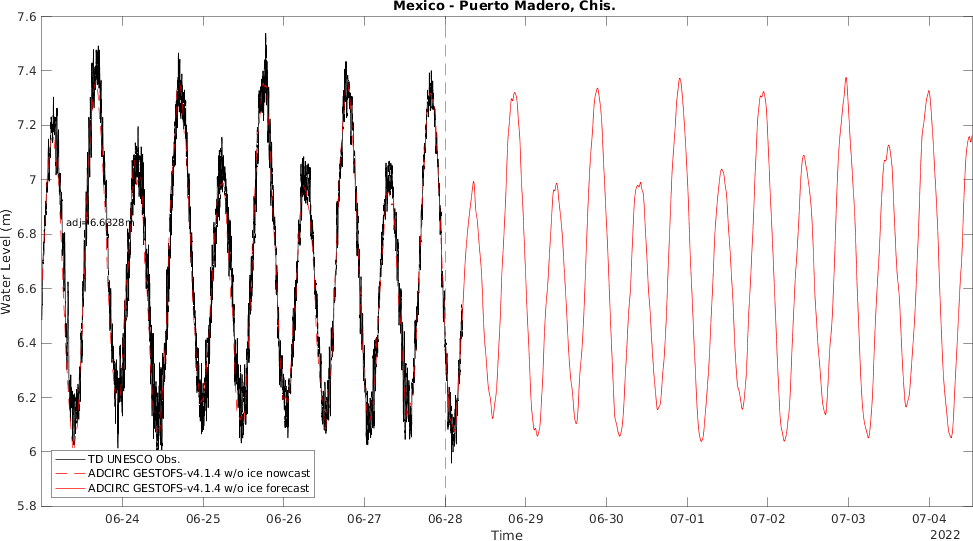 Mexico - Puerto Madero, Chis.
7.6
7.4
7.2
7
6.8
6.6
6.4
6.2
6
5.8
Water Level (m)
adj=6.6328m
TD UNESCO Obs.
ADCIRC GESTOFS-v4.1.4 w/o ice nowcast
ADCIRC GESTOFS-v4.1.4 w/o ice forecast
06-24 06-25 06-26 06-27 06-28 06-29 06-30 07-01 07-02 07-03 07-04
Time
2022